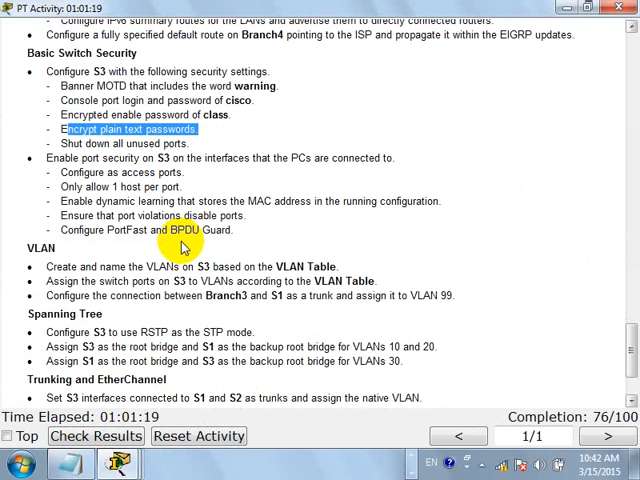 PT Activity: 01:01:19
- Configure IPv6 summary routes for the LANs and advertise them to directly connected routers.
• Configure a fully specified default route on Branch4 pointing to the ISP and propagate it within the EIGRP updates.
Basic Switch Security
• Configure S3 with the following security settings.
- Banner MOTD that includes the word warning.
- Console port login and password of cisco.
- Encrypted enable password of class.
- Encrypt plain text passwords.
- Shut down all unused ports.
• Enable port security on S3 on the interfaces that the PCs are connected to.
- Configure as access ports.
- Only allow 1 host per port.
- Enable dynamic learning that stores the MAC address in the running configuration.
- Ensure that port violations disable ports.
- Configure PortFast and BPDU Guard.
VLAN
• Create and name the VLANs on S3 based on the VLAN Table.
• Assign the switch ports on S3 to VLANs according to the VLAN Table.
• Configure the connection between Branch3 and S1 as a trunk and assign it to VLAN 99.
Spanning Tree
• Configure S3 to use RSTP as the STP mode.
• Assign S3 as the root bridge and S1 as the backup root bridge for VLANs 10 and 20.
• Assign S1 as the root bridge and S3 as the backup root bridge for VLANs 30.
Trunking and EtherChannel
• Set S3 interfaces connected to S1 and S2 as trunks and assign the native VLAN.
Time Elapsed: 01:01:19 Completion: 76/100
Top Check Results Reset Activity < 1/1 >
EN 10:42 AM
3/15/2015